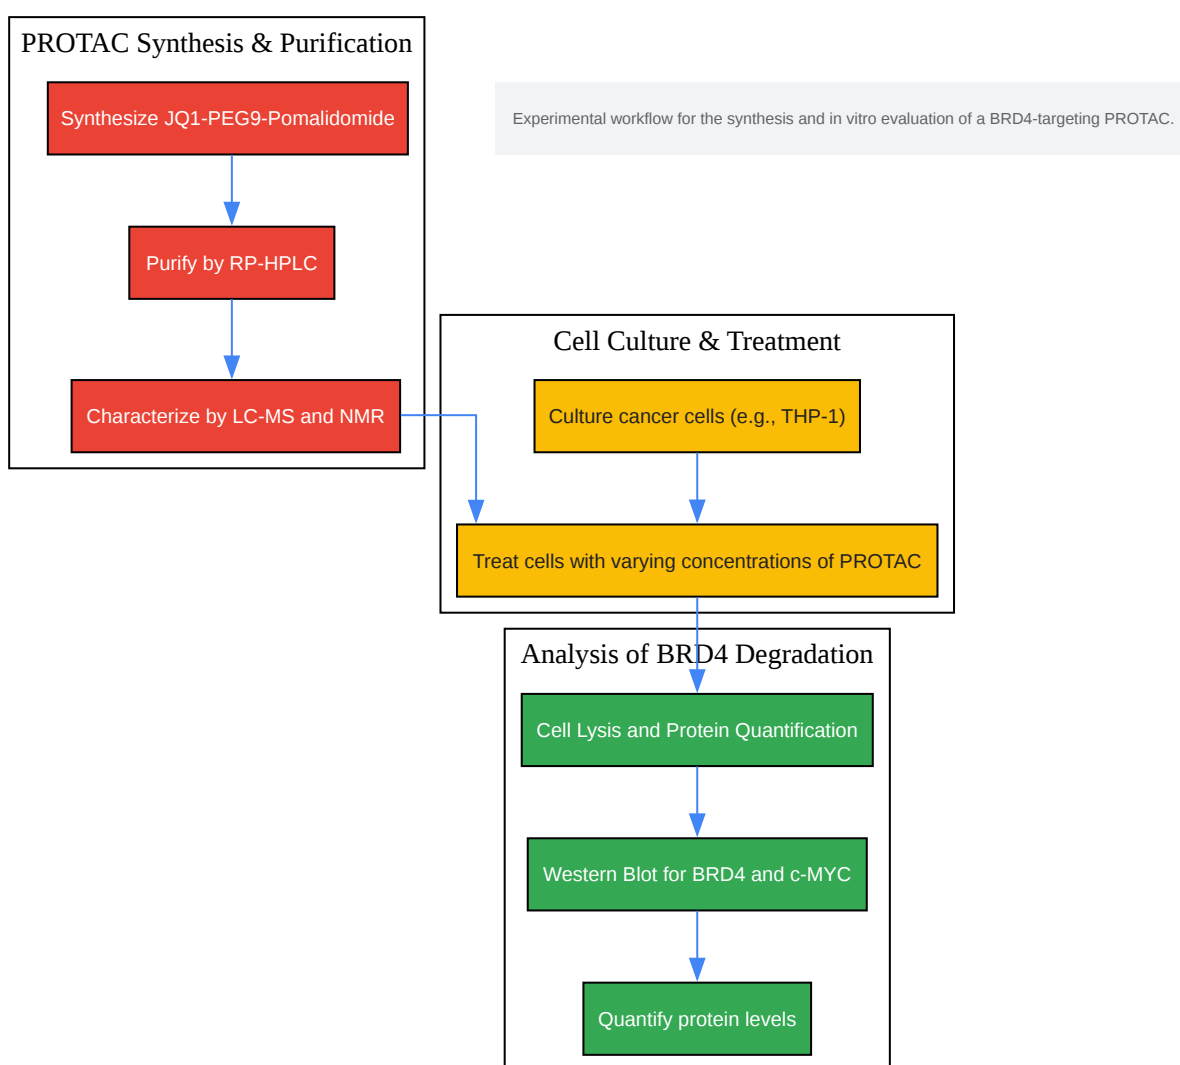 PROTAC Synthesis & Purification
Synthesize JQ1-PEG9-Pomalidomide
Experimental workflow for the synthesis and in vitro evaluation of a BRD4-targeting PROTAC.
Purify by RP-HPLC
Characterize by LC-MS and NMR
Cell Culture & Treatment
Culture cancer cells (e.g., THP-1)
Treat cells with varying concentrations of PROTAC
Analysis of BRD4 Degradation
Cell Lysis and Protein Quantification
Western Blot for BRD4 and c-MYC
Quantify protein levels